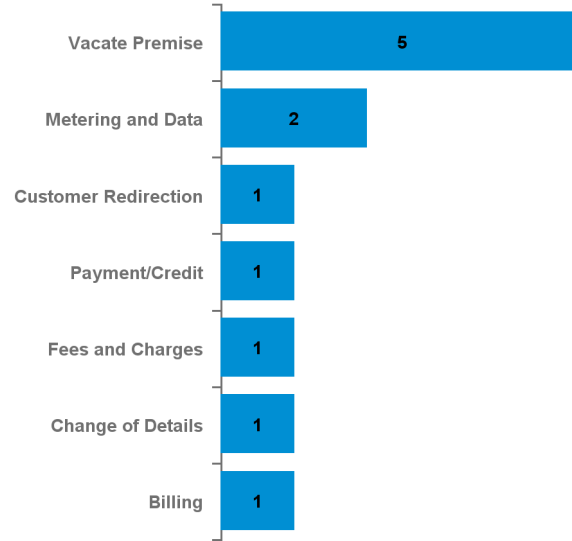 Vacate Premise 5
Metering and Data 2
Customer Redirection 1
Payment/Credit 1
Fees and Charges 1
Change of Details 1
Billing 1